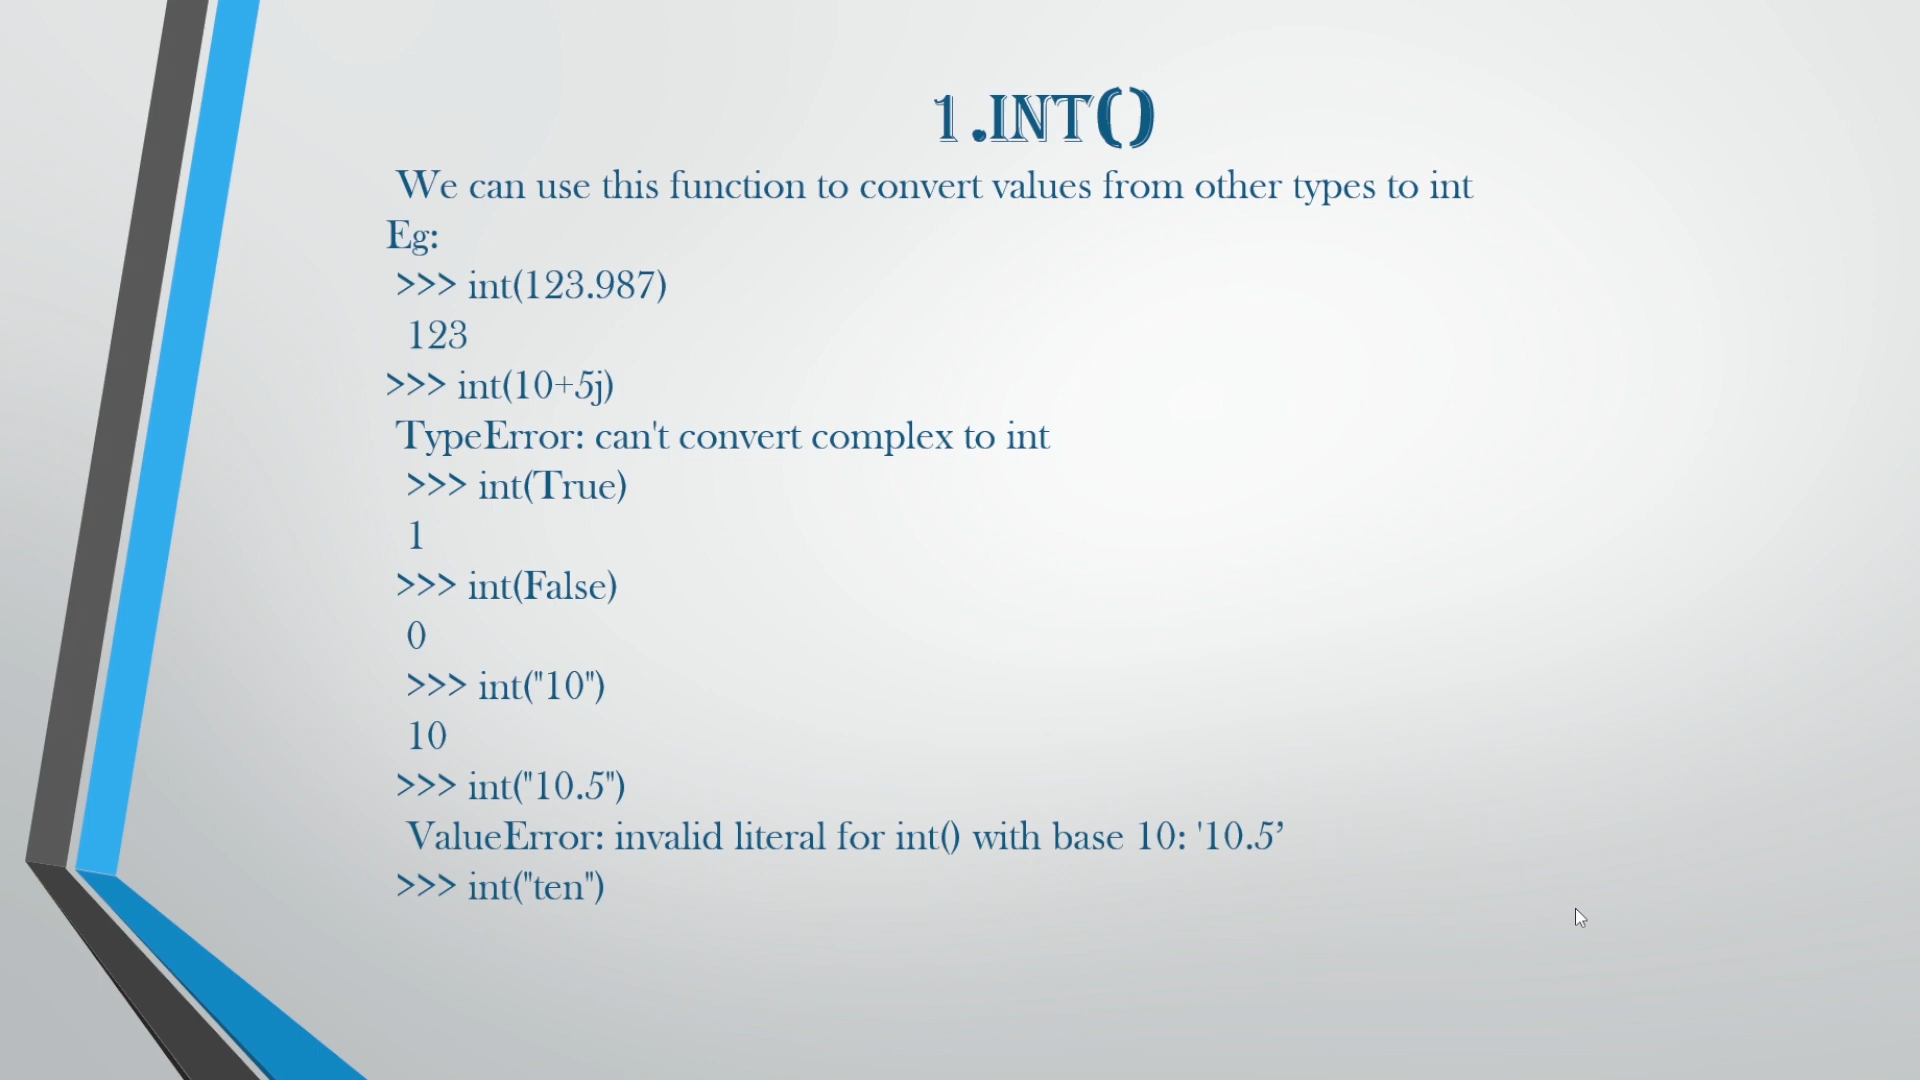 1.INT()
We can use this function to convert values from other types to int
Eg:
>>> int(123.987)
123
>>> int(10+5j)
TypeError: can't convert complex to int
>>> int(True)
1
>>> int(False)
0
>>> int("10")
10
>>> int("10.5")
ValueError: invalid literal for int() with base 10: '10.5’
>>> int("ten")